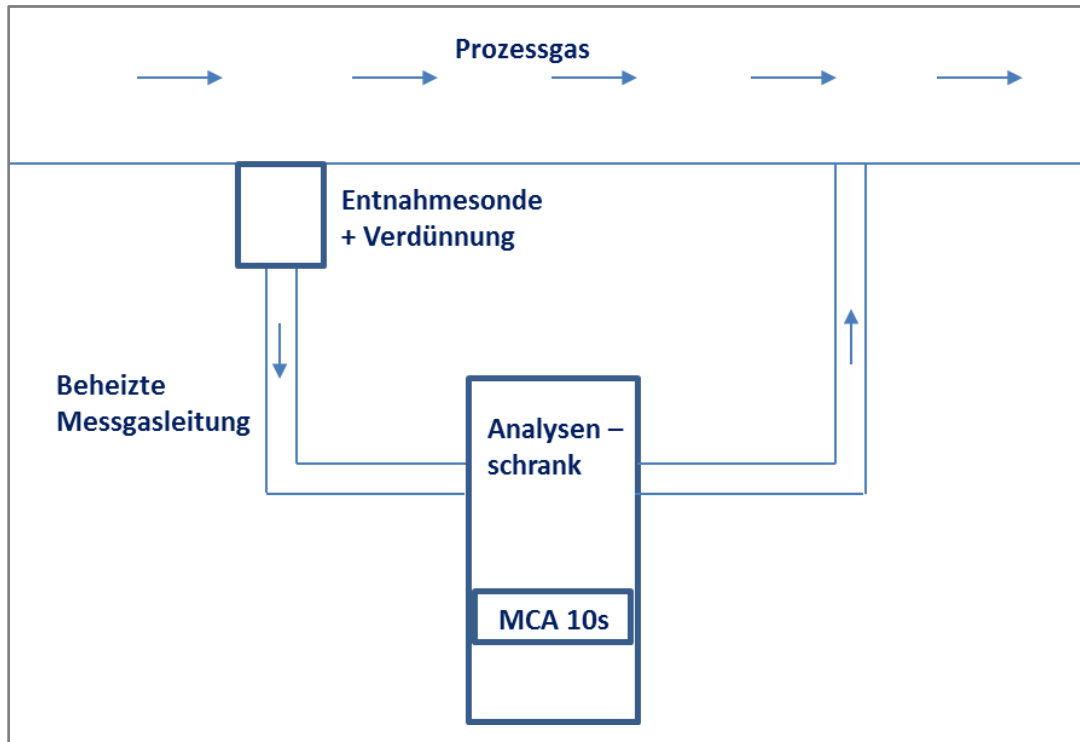 Prozessgas
Entnahmesonde
+ Verdünnung
Beheizte
Messgasleitung
Analysen –
schrank
MCA 10s